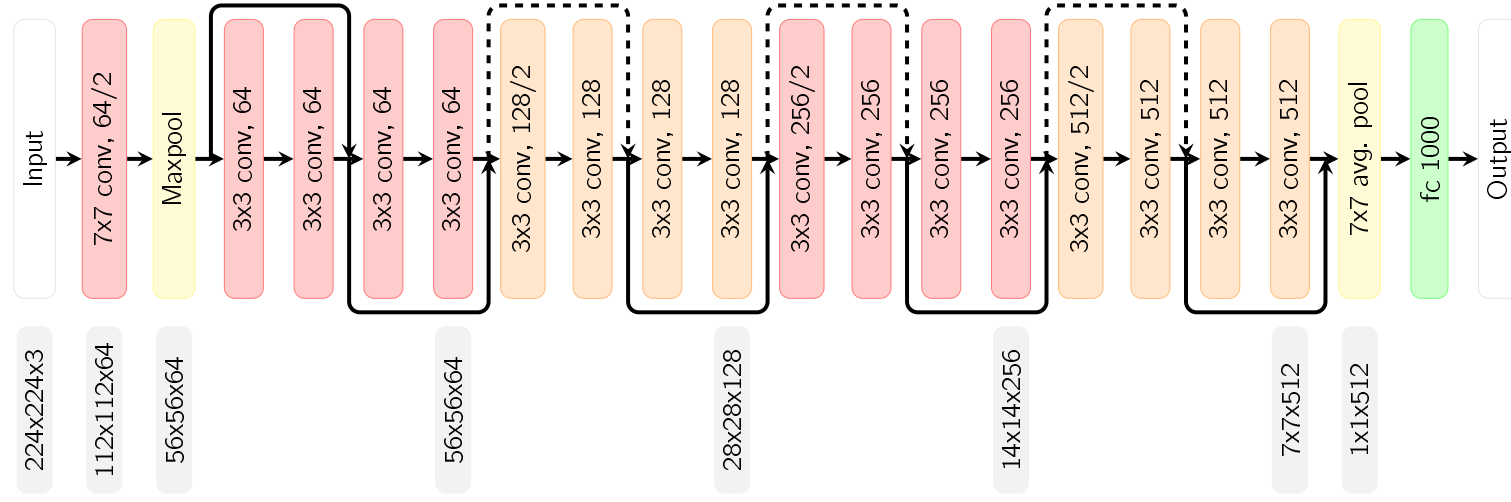 Input
7x7 conv, 64/2
Maxpool
3x3 conv, 64
3x3 conv, 64
3x3 conv, 64
3x3 conv, 64
3x3 conv, 128/2
3x3 conv, 128
3x3 conv, 128
3x3 conv, 128
3x3 conv, 256/2
3x3 conv, 256
3x3 conv, 256
3x3 conv, 256
3x3 conv, 512/2
3x3 conv, 512
3x3 conv, 512
3x3 conv, 512
7x7 avg. pool
fc 1000
Output
224x224x3
112x112x64
56x56x64
56x56x64
28x28x128
14x14x256
7x7x512
1x1x512